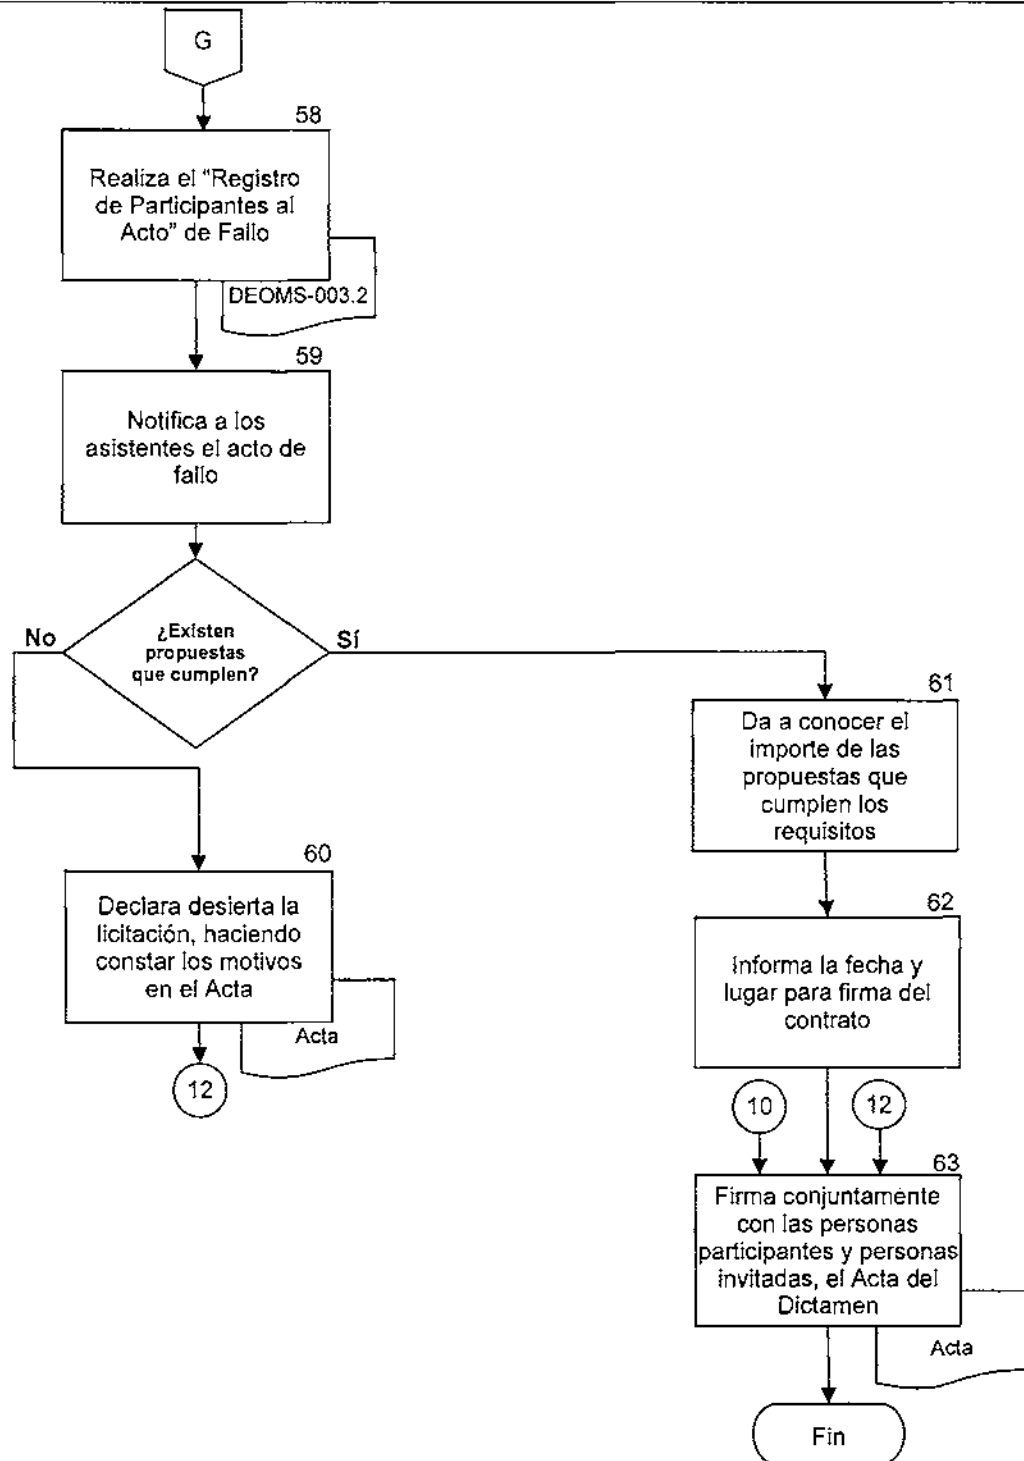 G
58
Realiza el "Registro
de Participantes al
Acto" de Fallo
DEOMS-003.2
59
Notifica a los
asistentes el acto de
fallo
¿Existen
propuestas
que cumplen?
No
Sí
61
Da a conocer el
importe de las
propuestas que
cumplen los
requisitos
60
Declara desierta la
licitación, haciendo
constar los motivos
en el Acta
Acta
12
62
Informa la fecha y
lugar para firma del
contrato
10
12
63
Firma conjuntamente
con las personas
participantes y personas
invitadas, el Acta del
Dictamen
Acta
Fin